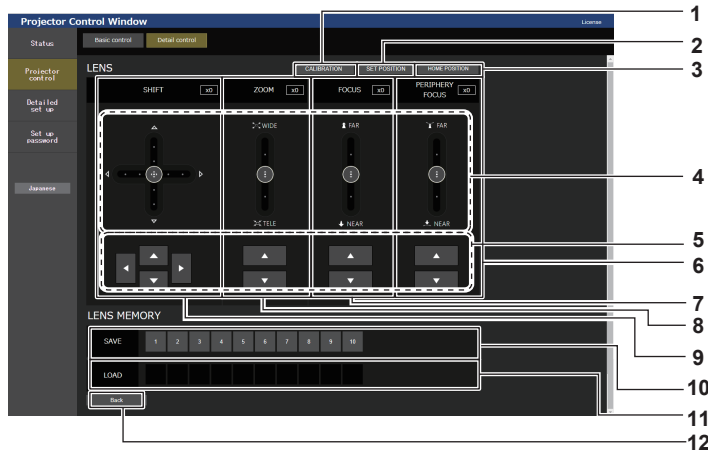 Projector Control Window
License
Status
Projector
control
Detailed
set up
Set up
password
Japanese
Basic control
Detail control
LENS
CALIBRATION
SET POSITION
HOME POSITION
SHIFT
x0
ZOOM
x0
FOCUS
x0
PERIPHERY
FOCUS
x0
WIDE
FAR
FAR
TELE
NEAR
NEAR
LENS MEMORY
SAVE
1 2 3 4 5 6 7 8 9 10
LOAD
Back
1
2
3
4
5
6
7
8
9
10
11
12